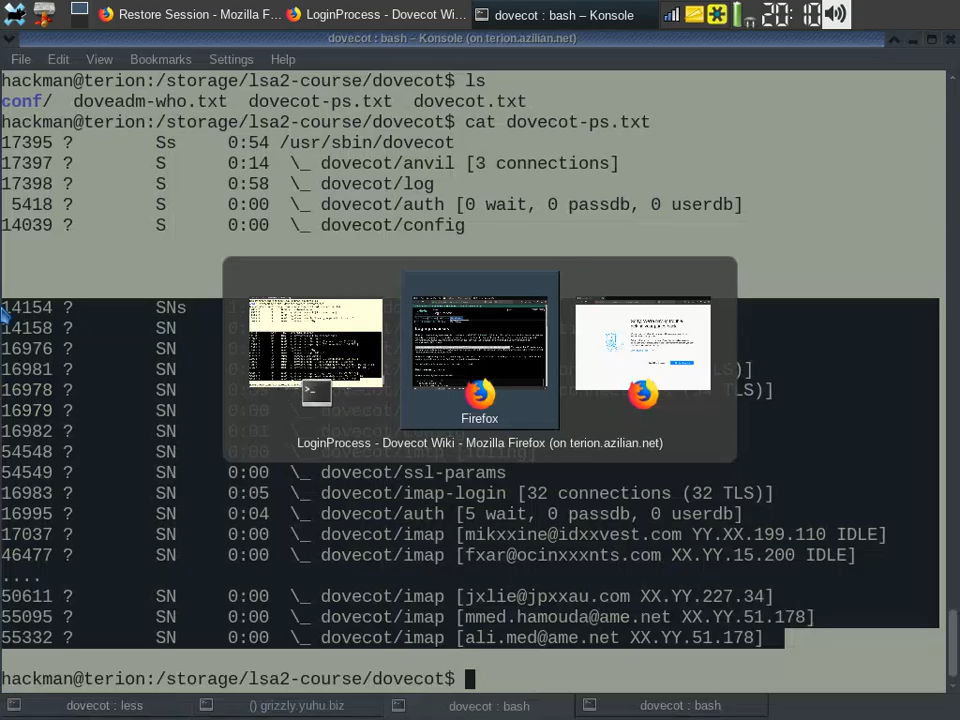 Restore Session - Mozilla F...
LoginProcess - Dovecot Wi...
dovecot : bash – Konsole
20:10
dovecot : bash – Konsole (on terion.azilian.net)
File Edit View Bookmarks Settings Help
hackman@terion:/storage/lsa2-course/dovecot$ ls
conf/ doveadm-who.txt dovecot-ps.txt dovecot.txt
hackman@terion:/storage/lsa2-course/dovecot$ cat dovecot-ps.txt
17395 ? Ss 0:54 /usr/sbin/dovecot
17397 ? S 0:14 \_ dovecot/anvil [3 connections]
17398 ? S 0:58 \_ dovecot/log
5418 ? S 0:00 \_ dovecot/auth [0 wait, 0 passdb, 0 userdb]
14039 ? S 0:00 \_ dovecot/config
14154 ? SNs
14158 ? SN
16976 ? SN
16981 ? SN
16978 ? SN
16979 ? SN
16982 ? SN 0:01
54548 ? SN 0:00 \_ dovecot/imap [idling]
54549 ? SN 0:00 \_ dovecot/ssl-params
16983 ? SN 0:05 \_ dovecot/imap-login [32 connections (32 TLS)]
16995 ? SN 0:04 \_ dovecot/auth [5 wait, 0 passdb, 0 userdb]
17037 ? SN 0:00 \_ dovecot/imap [mikxxine@idxxvest.com YY.XX.199.110 IDLE]
46477 ? SN 0:00 \_ dovecot/imap [fxar@ocinxxxnts.com XX.YY.15.200 IDLE]
....
50611 ? SN 0:00 \_ dovecot/imap [jxlie@jpxxau.com XX.YY.227.34]
55095 ? SN 0:00 \_ dovecot/imap [mmed.hamouda@ame.net XX.YY.51.178]
55332 ? SN 0:00 \_ dovecot/imap [ali.med@ame.net XX.YY.51.178]
Firefox
LoginProcess - Dovecot Wiki - Mozilla Firefox (on terion.azilian.net)
hackman@terion:/storage/lsa2-course/dovecot$
dovecot : less
() grizzly.yuhu.biz
dovecot : bash
dovecot : bash